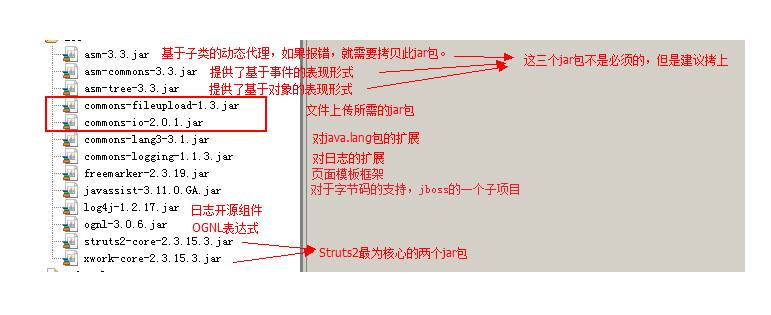 asm-3.3.jar 基于子类的动态代理，如果报错，就需要拷贝此jar包。
这三个jar包不是必须的，但是建议拷上
asm-commons-3.3.jar 提供了基于事件的表现形式
asm-tree-3.3.jar 提供了基于对象的表现形式
commons-fileupload-1.3.jar
文件上传所需的jar包
commons-io-2.0.1.jar
commons-lang3-3.1.jar 对java.lang包的扩展
commons-logging-1.1.3.jar 对日志的扩展
freemarker-2.3.19.jar 页面模板框架
javassist-3.11.0.GA.jar 对于字节码的支持，jboss的一个子项目
log4j-1.2.17.jar 日志开源组件
ognl-3.0.6.jar OGNL表达式
struts2-core-2.3.15.3.jar
Struts2最为核心的两个jar包
xwork-core-2.3.15.3.jar